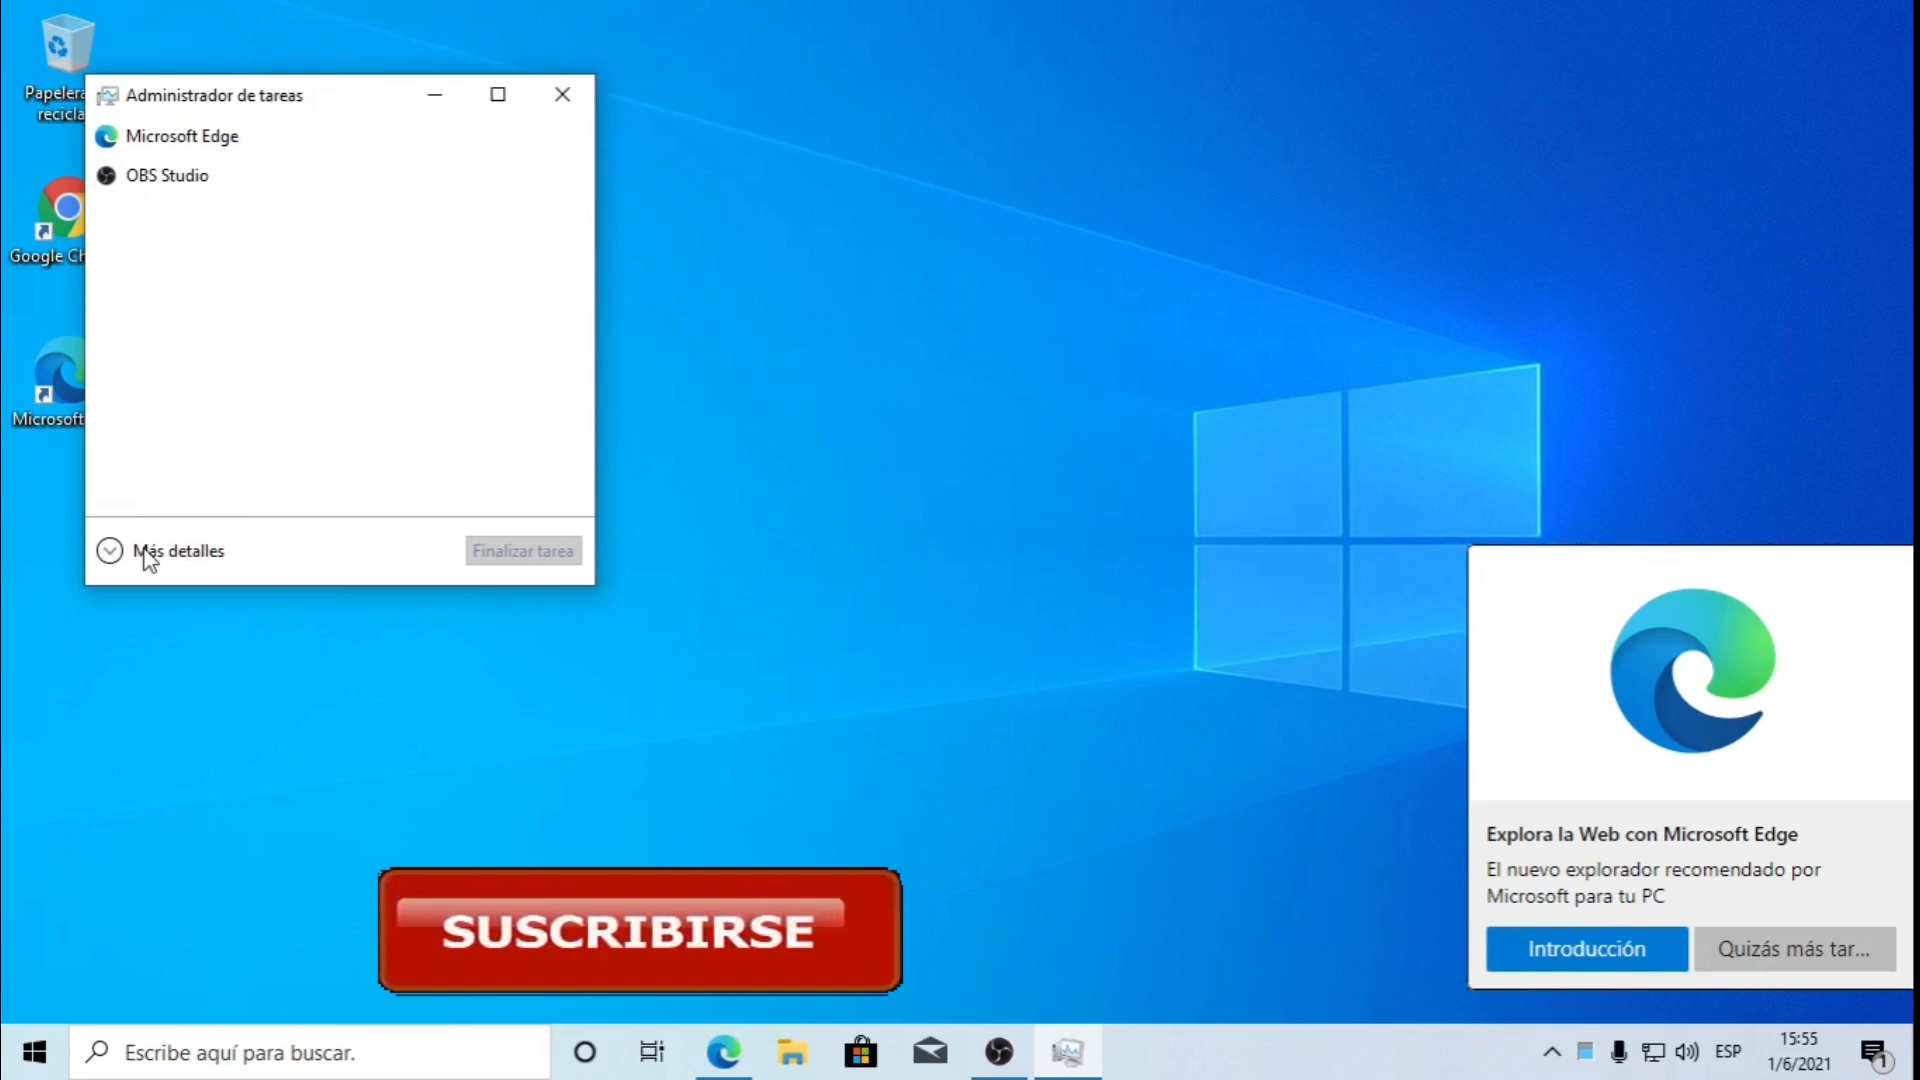 Papelera
recicla
Google Ch
Microsoft
Administrador de tareas
Microsoft Edge
OBS Studio
Más detalles
Finalizar tarea
SUSCRIBIRSE
Explora la Web con Microsoft Edge
El nuevo explorador recomendado por
Microsoft para tu PC
Introducción
Quizás más tar...
Escribe aquí para buscar.
ESP
15:55
1/6/2021
1